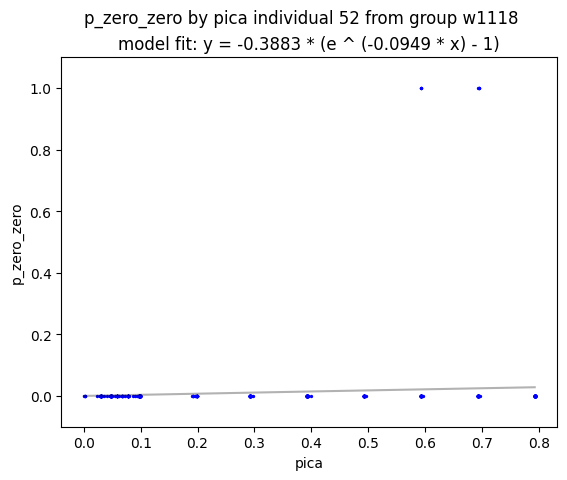 p_zero_zero by pica individual 52 from group w1118
model fit: y = -0.3883 * (e ^ (-0.0949 * x) - 1)
1.0
0.8
0.6
0.4
0.2
0.0
p_zero_zero
0.0 0.1 0.2 0.3 0.4 0.5 0.6 0.7 0.8
pica